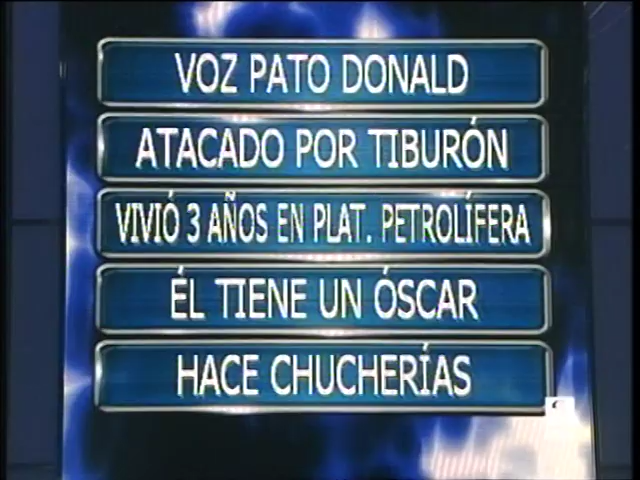 VOZ PATO DONALD
ATACADO POR TIBURÓN
VIVIÓ 3 AÑOS EN PLAT. PETROLÍFERA
ÉL TIENE UN ÓSCAR
HACE CHUCHERÍAS